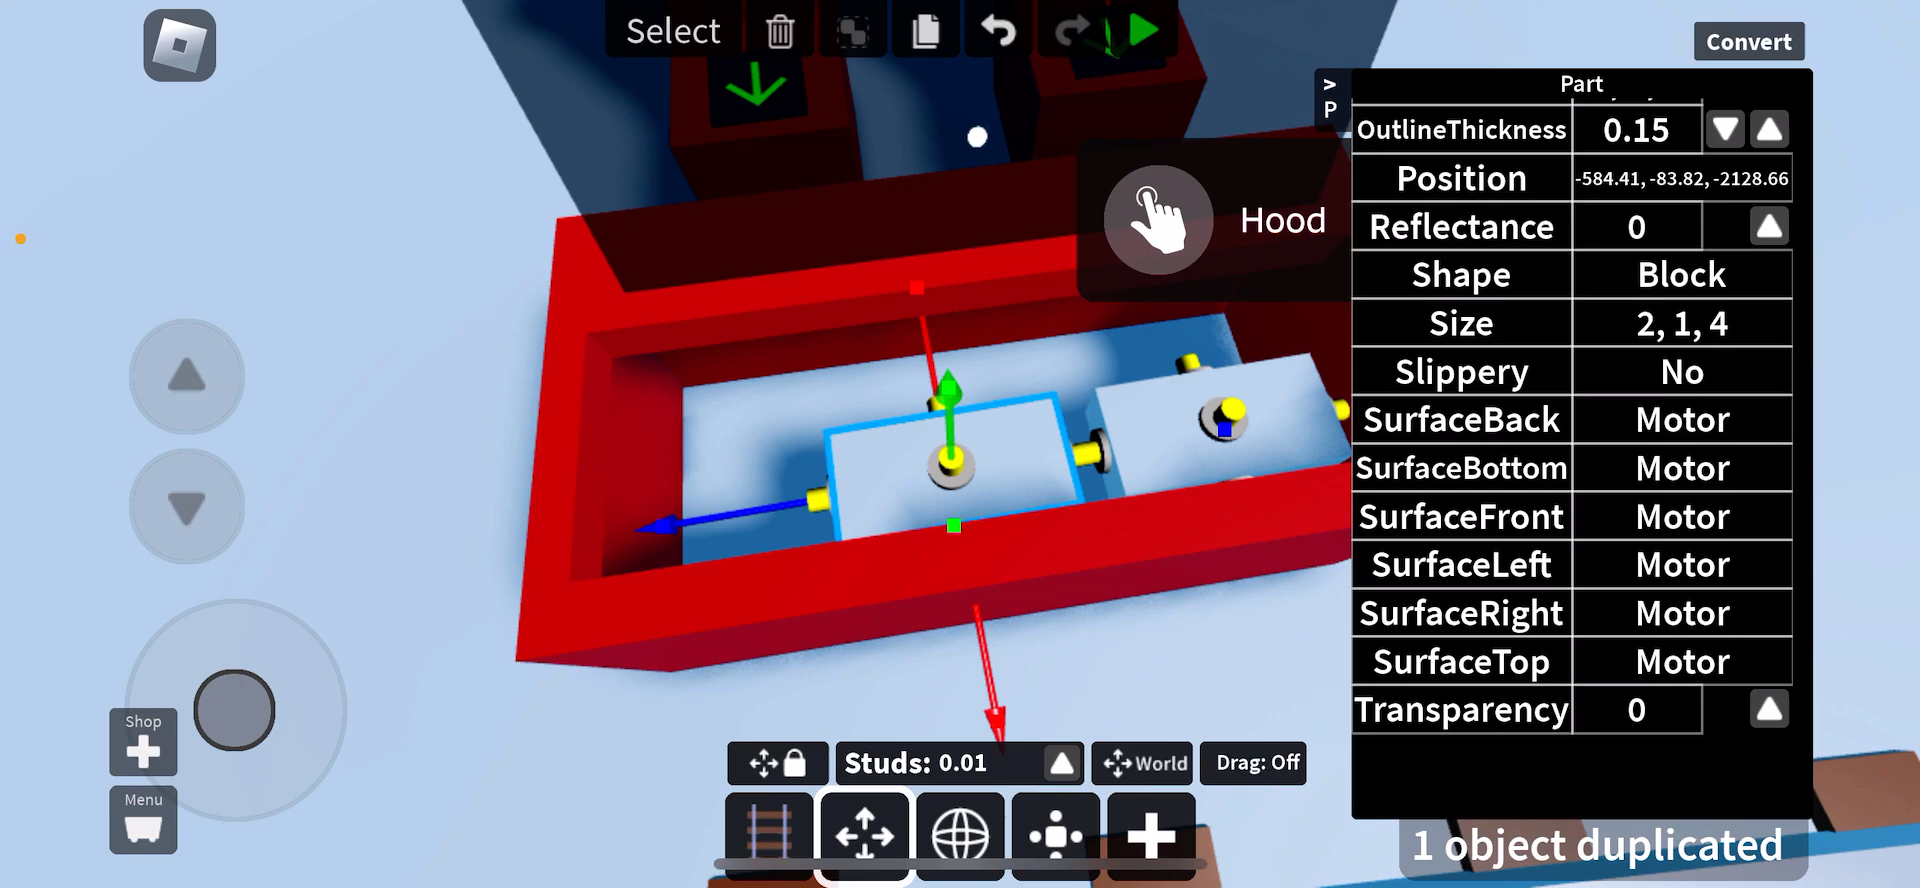 Select
Convert
>
P
Part
OutlineThickness 0.15
Position -584.41, -83.82, -2128.66
Reflectance 0
Shape Block
Size 2, 1, 4
Slippery No
SurfaceBack Motor
SurfaceBottom Motor
SurfaceFront Motor
SurfaceLeft Motor
SurfaceRight Motor
SurfaceTop Motor
Transparency 0
Hood
Shop
Menu
Studs: 0.01
World
Drag: Off
1 object duplicated